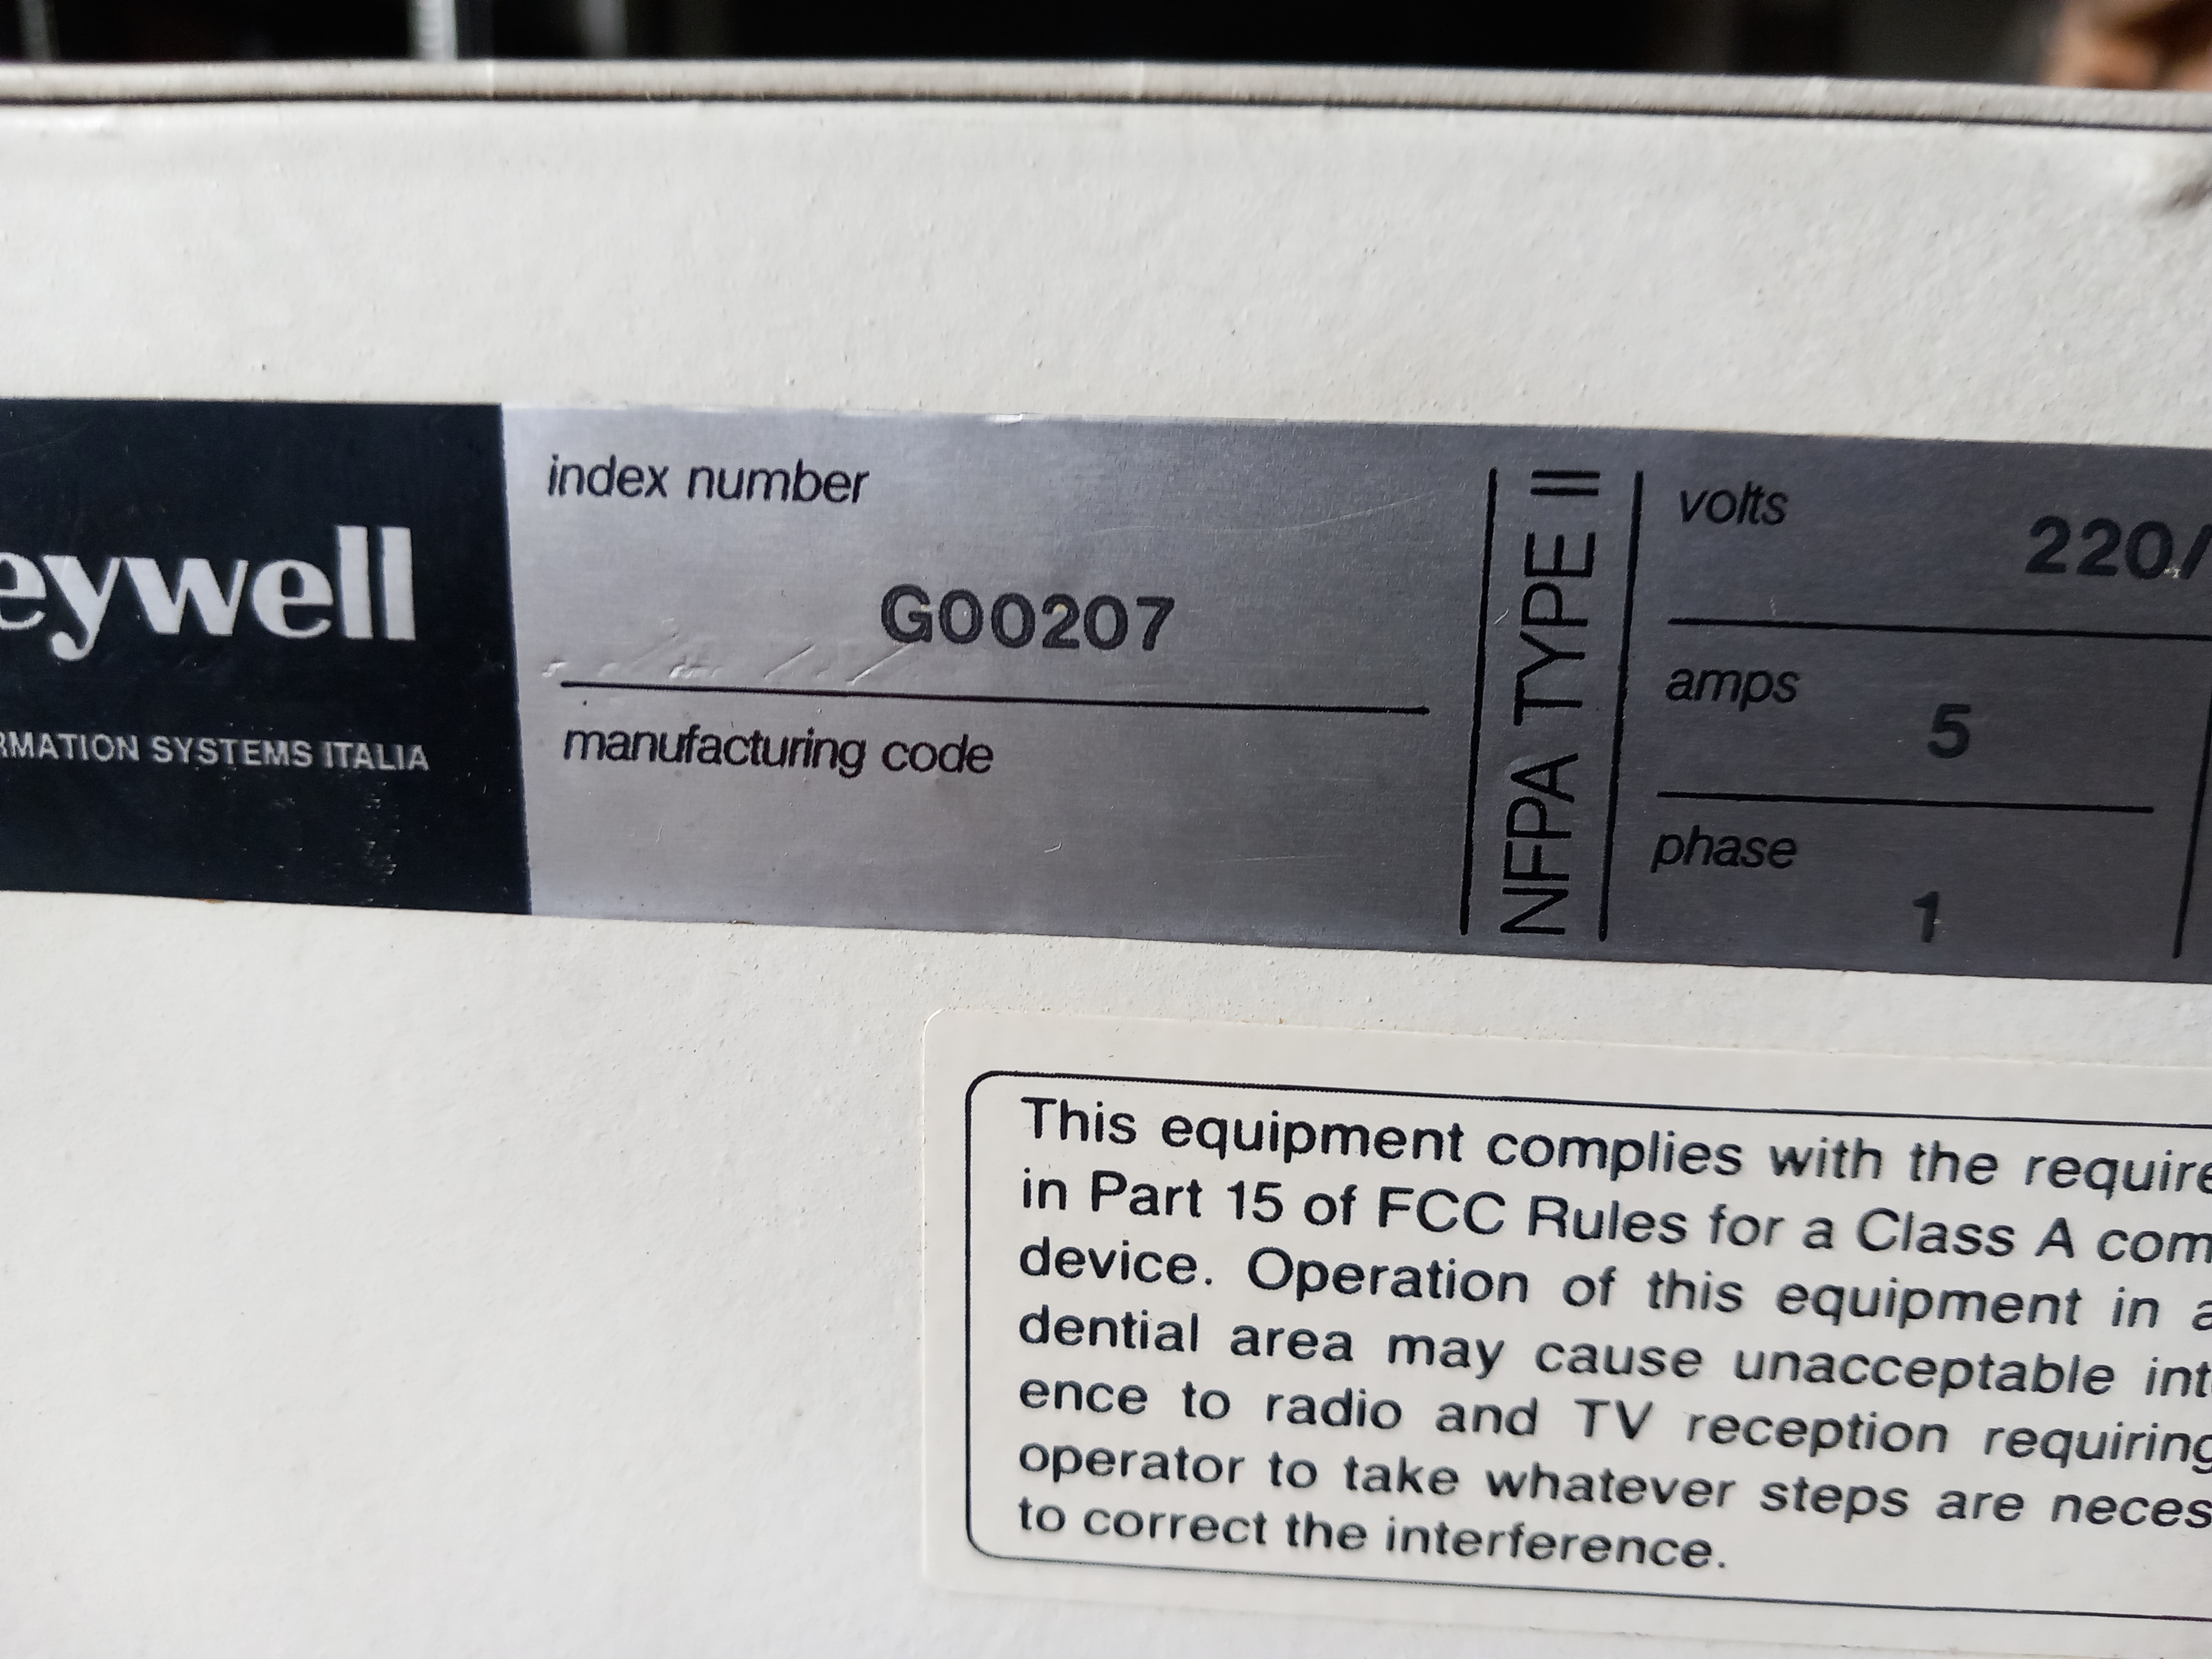 eywell
RMATION SYSTEMS ITALIA
index number
G00207
manufacturing code
NFPA TYPE II
volts
220/
amps
5
phase
1
This equipment complies with the require
in Part 15 of FCC Rules for a Class A com
device. Operation of this equipment in a
dential area may cause unacceptable int
ence to radio and TV reception requiring
operator to take whatever steps are neces
to correct the interference.